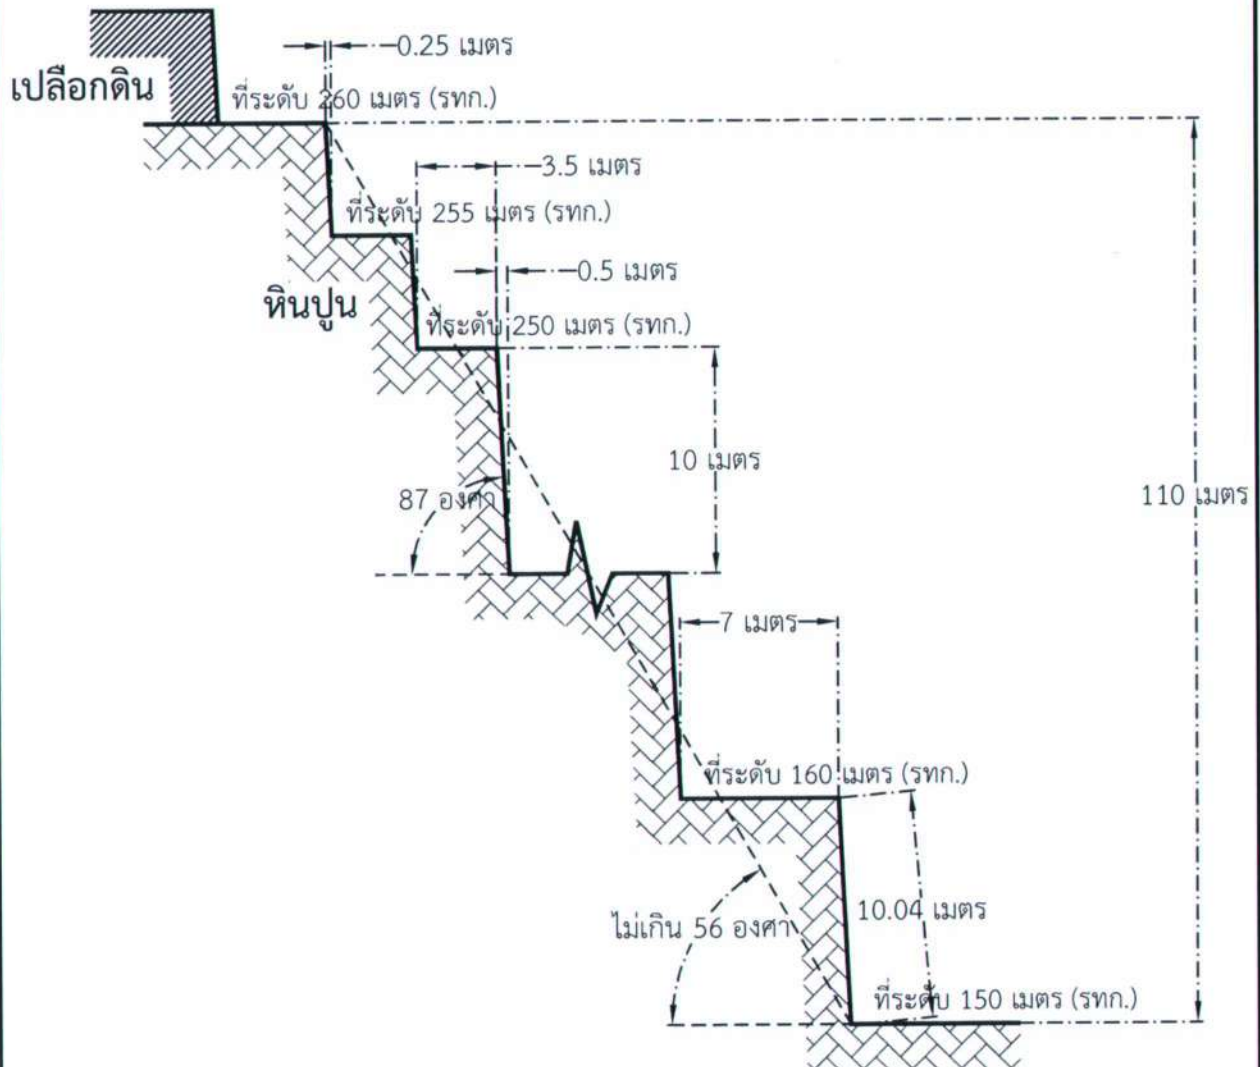 0.25 เมตร
เปลือกดิน
ที่ระดับ 260 เมตร (รทก.)
3.5 เมตร
ที่ระดับ 255 เมตร (รทก.)
0.5 เมตร
หินปูน
ที่ระดับ 250 เมตร (รทก.)
10 เมตร
87 องศา
110 เมตร
7 เมตร
ที่ระดับ 160 เมตร (รทก.)
ไม่เกิน 56 องศา
10.04 เมตร
ที่ระดับ 150 เมตร (รทก.)